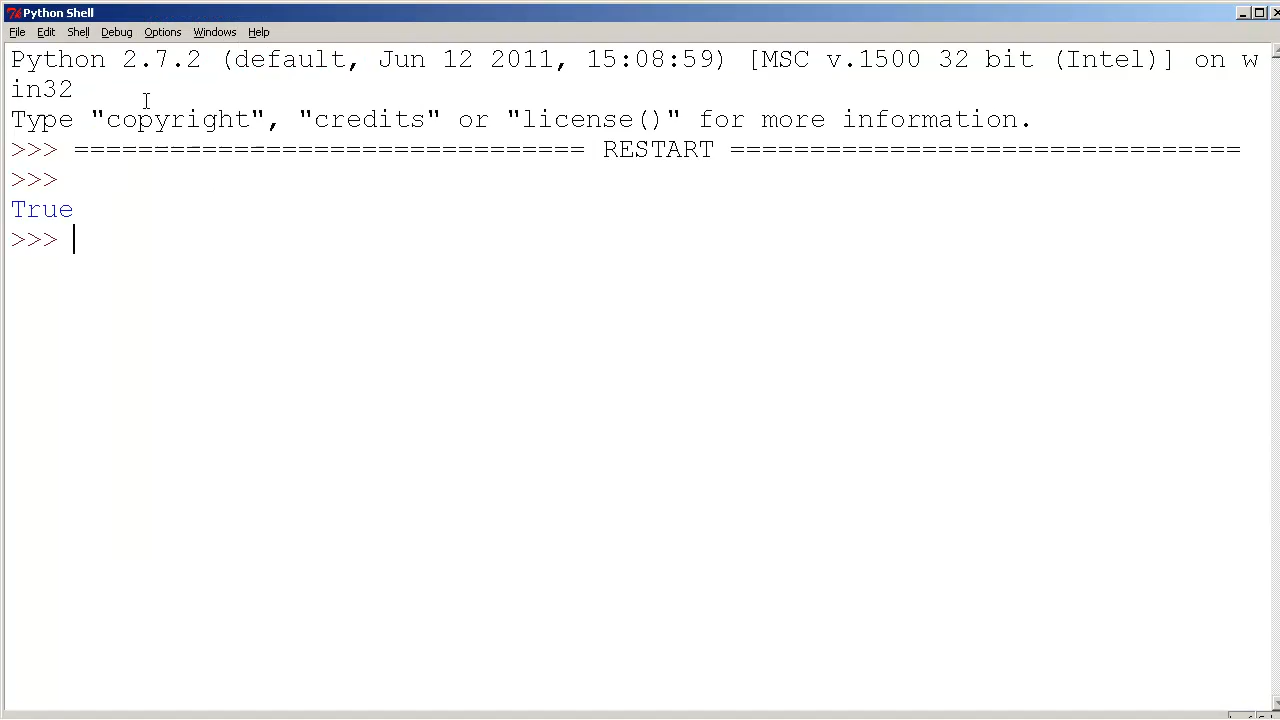 Python Shell
File Edit Shell Debug Options Windows Help
Python 2.7.2 (default, Jun 12 2011, 15:08:59) [MSC v.1500 32 bit (Intel)] on w
in32
Type "copyright", "credits" or "license()" for more information.
>>> ================================ RESTART ================================
>>>
True
>>>